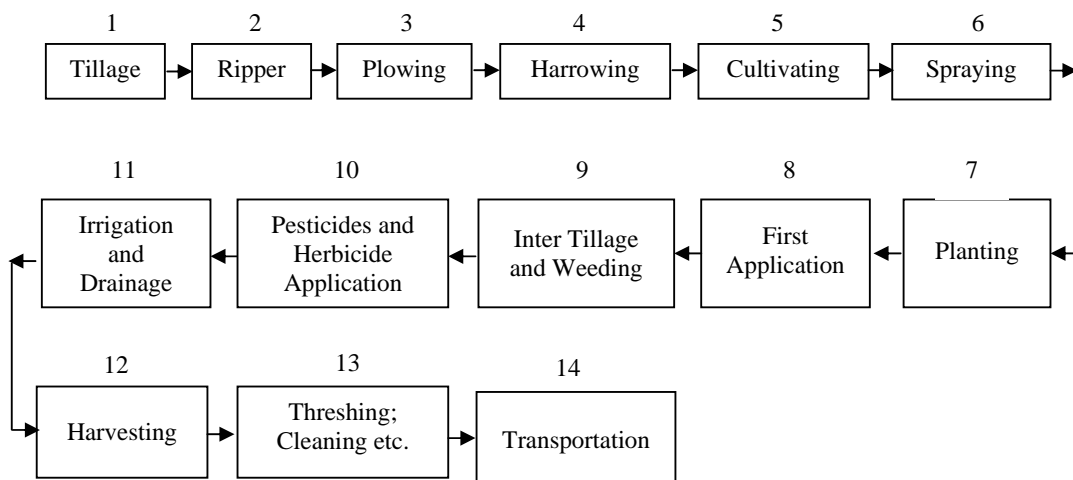 1 2 3 4 5 6
Tillage Ripper Plowing Harrowing Cultivating Spraying
11 10 9 8 7
Irrigation
and
Drainage
Pesticides and
Herbicide
Application
Inter Tillage
and Weeding
First
Application
Planting
12 13 14
Harvesting
Threshing;
Cleaning etc.
Transportation